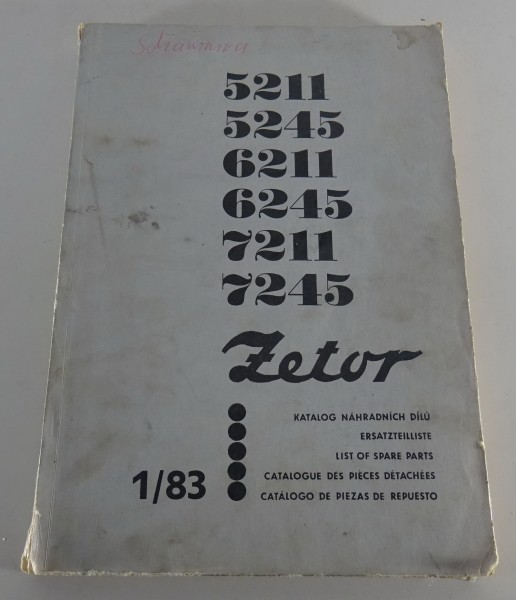 5211
5245
6211
6245
7211
7245
Zetor
KATALOG NÁHRADNÍCH DÍLŮ
ERSATZTEILLISTE
LIST OF SPARE PARTS
CATALOGUE DES PIÈCES DÉTACHÉES
CATÁLOGO DE PIEZAS DE REPUESTO
1/83